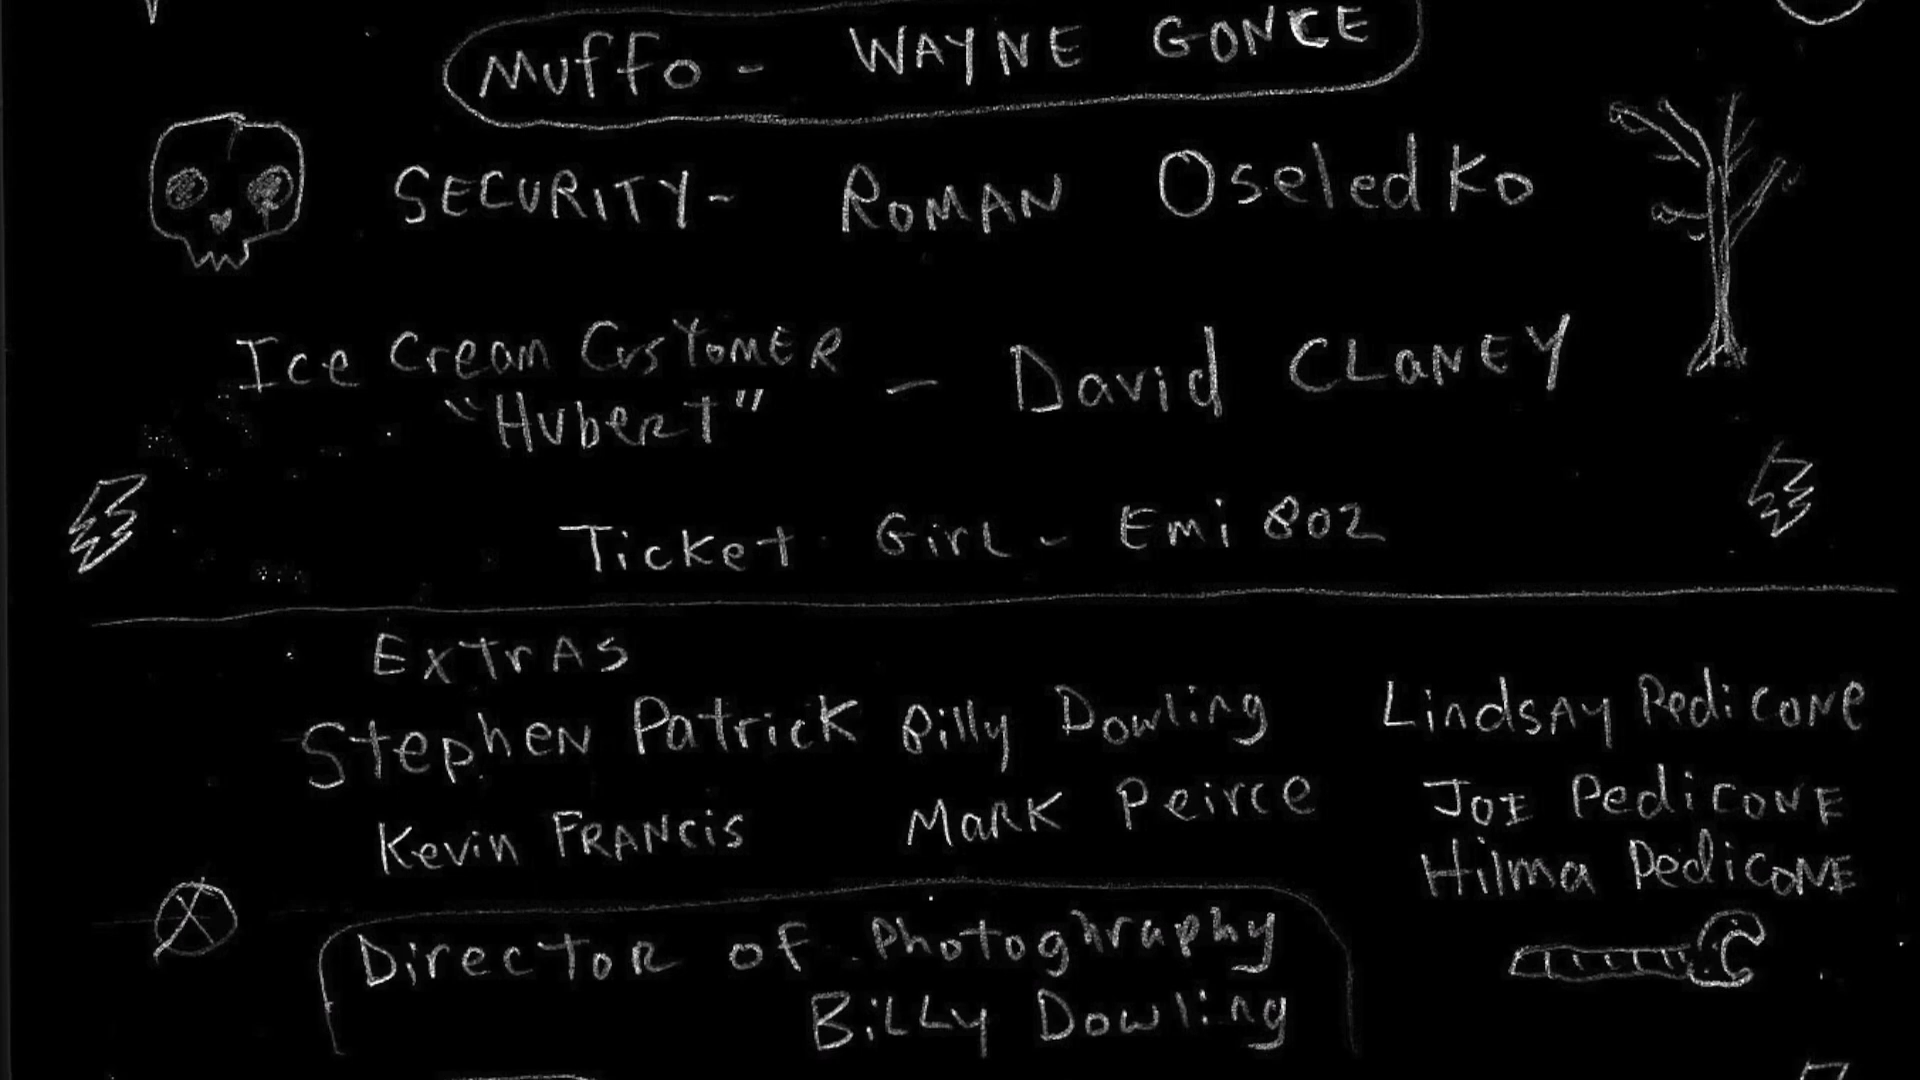 Muffo - WAYNE GONCE
SECURITY - ROMAN Oseledko
Ice Cream CusTOMER
"Hubert" - David CLaNEY
Ticket Girl - Emi 802
ExtrAS
Stephen Patrick Billy Dowling
Kevin FRANcis Mark Peirce
LindsAy PediCoNe
JOE PediCONE
Hilma PediCoNE
Director of Photoghraphy
BiLLy Dowling